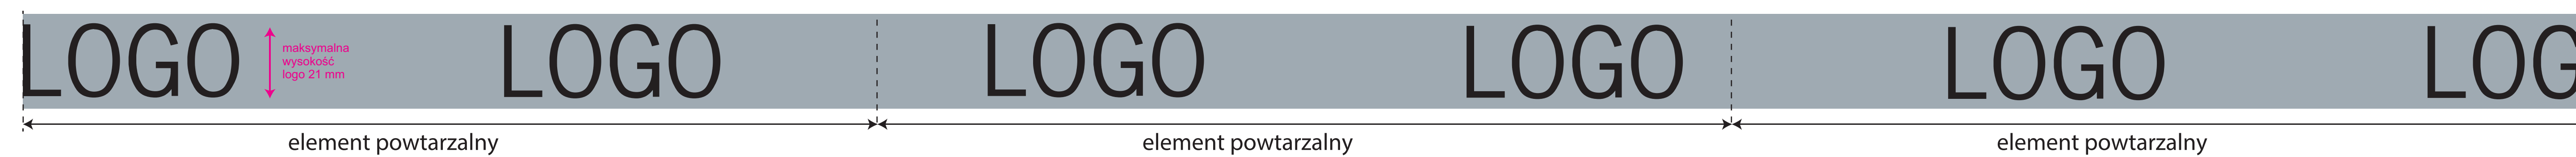 LOGO
maksymalna
wysokość
logo 21 mm
LOGO
LOGO
LOGO
LOGO
LOG
element powtarzalny
element powtarzalny
element powtarzalny